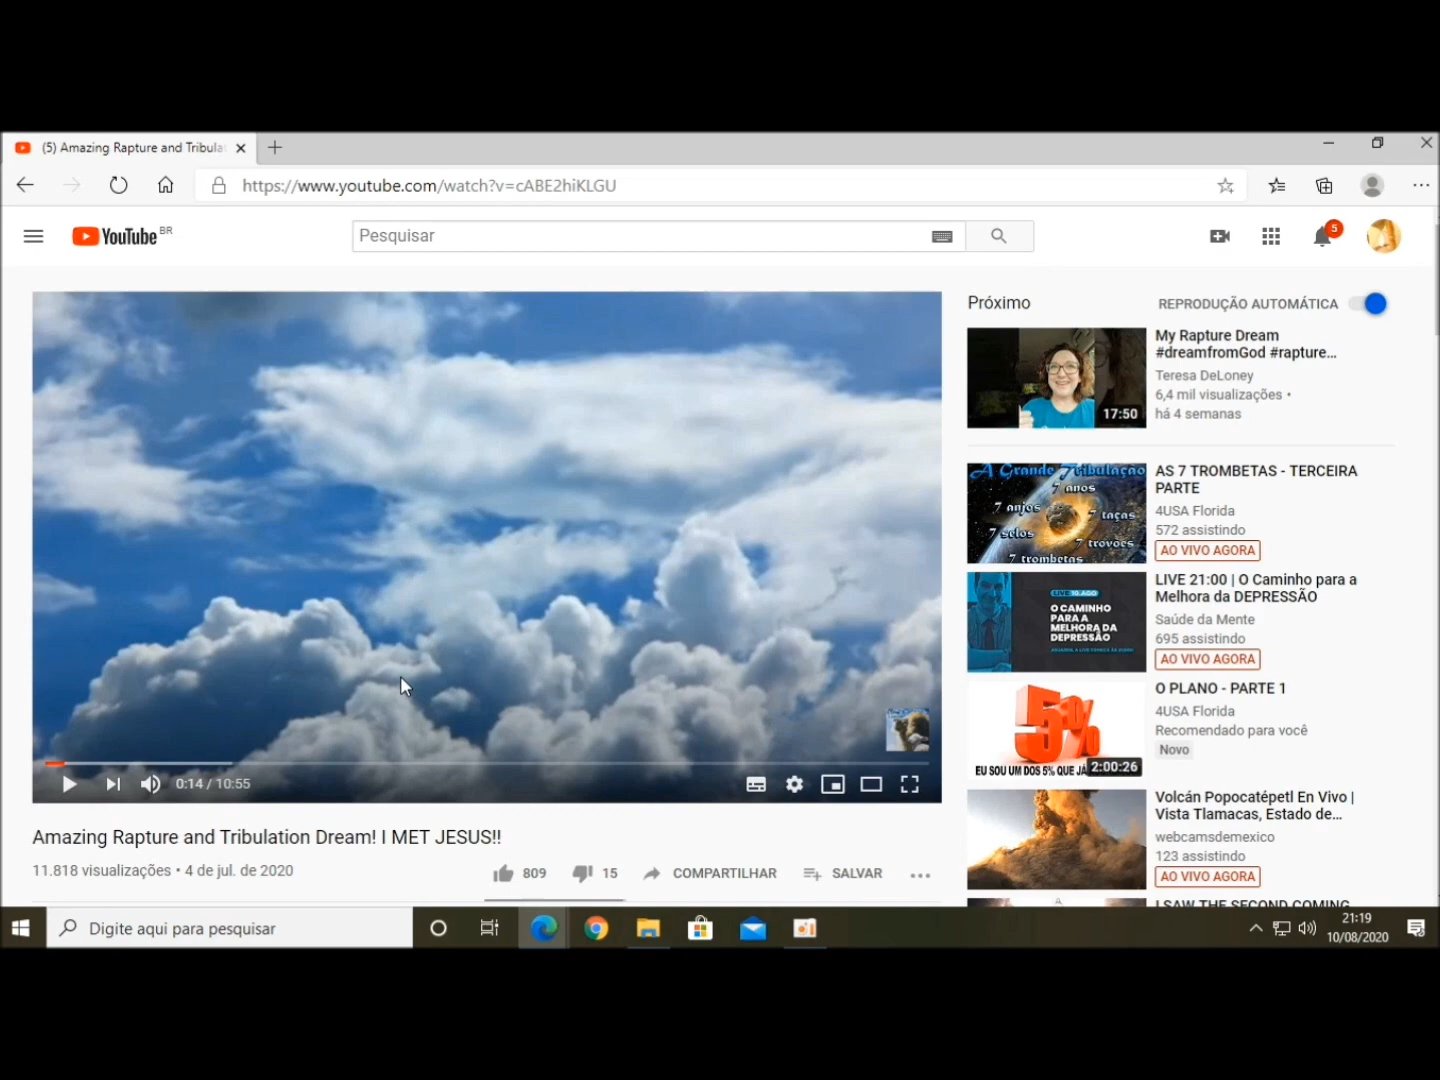 (5) Amazing Rapture and Tribula
https://www.youtube.com/watch?v=cABE2hiKLGU
YouTube BR
Pesquisar
5
Próximo
REPRODUÇÃO AUTOMÁTICA
My Rapture Dream
#dreamfromGod #rapture...
Teresa DeLoney
6,4 mil visualizações •
há 4 semanas
17:50
A Grande Tribulação
7 anos
7 anjos
7 taças
7 selos
7 trovoes
7 trombetas
AS 7 TROMBETAS - TERCEIRA
PARTE
4USA Florida
572 assistindo
AO VIVO AGORA
LIVE 10.AGO
O CAMINHO
PARA A
MELHORA DA
DEPRESSÃO
LIVE 21:00 | O Caminho para a
Melhora da DEPRESSÃO
Saúde da Mente
695 assistindo
AO VIVO AGORA
5%
EU SOU UM DOS 5% QUE JÁ
2:00:26
O PLANO - PARTE 1
4USA Florida
Recomendado para você
Novo
Volcán Popocatépetl En Vivo |
Vista Tlamacas, Estado de...
webcamsdemexico
123 assistindo
AO VIVO AGORA
I SAW THE SECOND COMING
0:14 / 10:55
Amazing Rapture and Tribulation Dream! I MET JESUS!!
11.818 visualizações • 4 de jul. de 2020
809
15
COMPARTILHAR
SALVAR
Digite aqui para pesquisar
21:19
10/08/2020